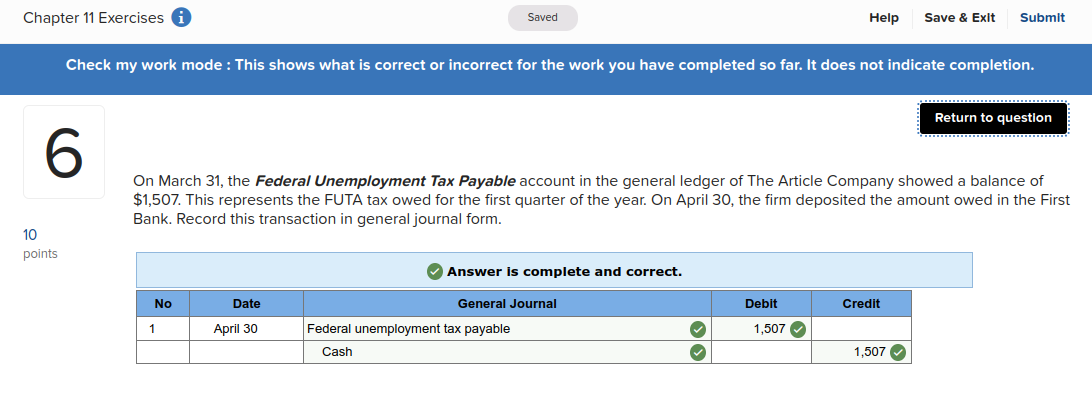 Chapter 11 Exercises i
Saved
Help Save & Exit Submit
Check my work mode : This shows what is correct or incorrect for the work you have completed so far. It does not indicate completion.
Return to question
6
10
points
On March 31, the Federal Unemployment Tax Payable account in the general ledger of The Article Company showed a balance of
$1,507. This represents the FUTA tax owed for the first quarter of the year. On April 30, the firm deposited the amount owed in the First
Bank. Record this transaction in general journal form.
Answer is complete and correct.
No Date General Journal Debit Credit
1 April 30 Federal unemployment tax payable 1,507
Cash 1,507